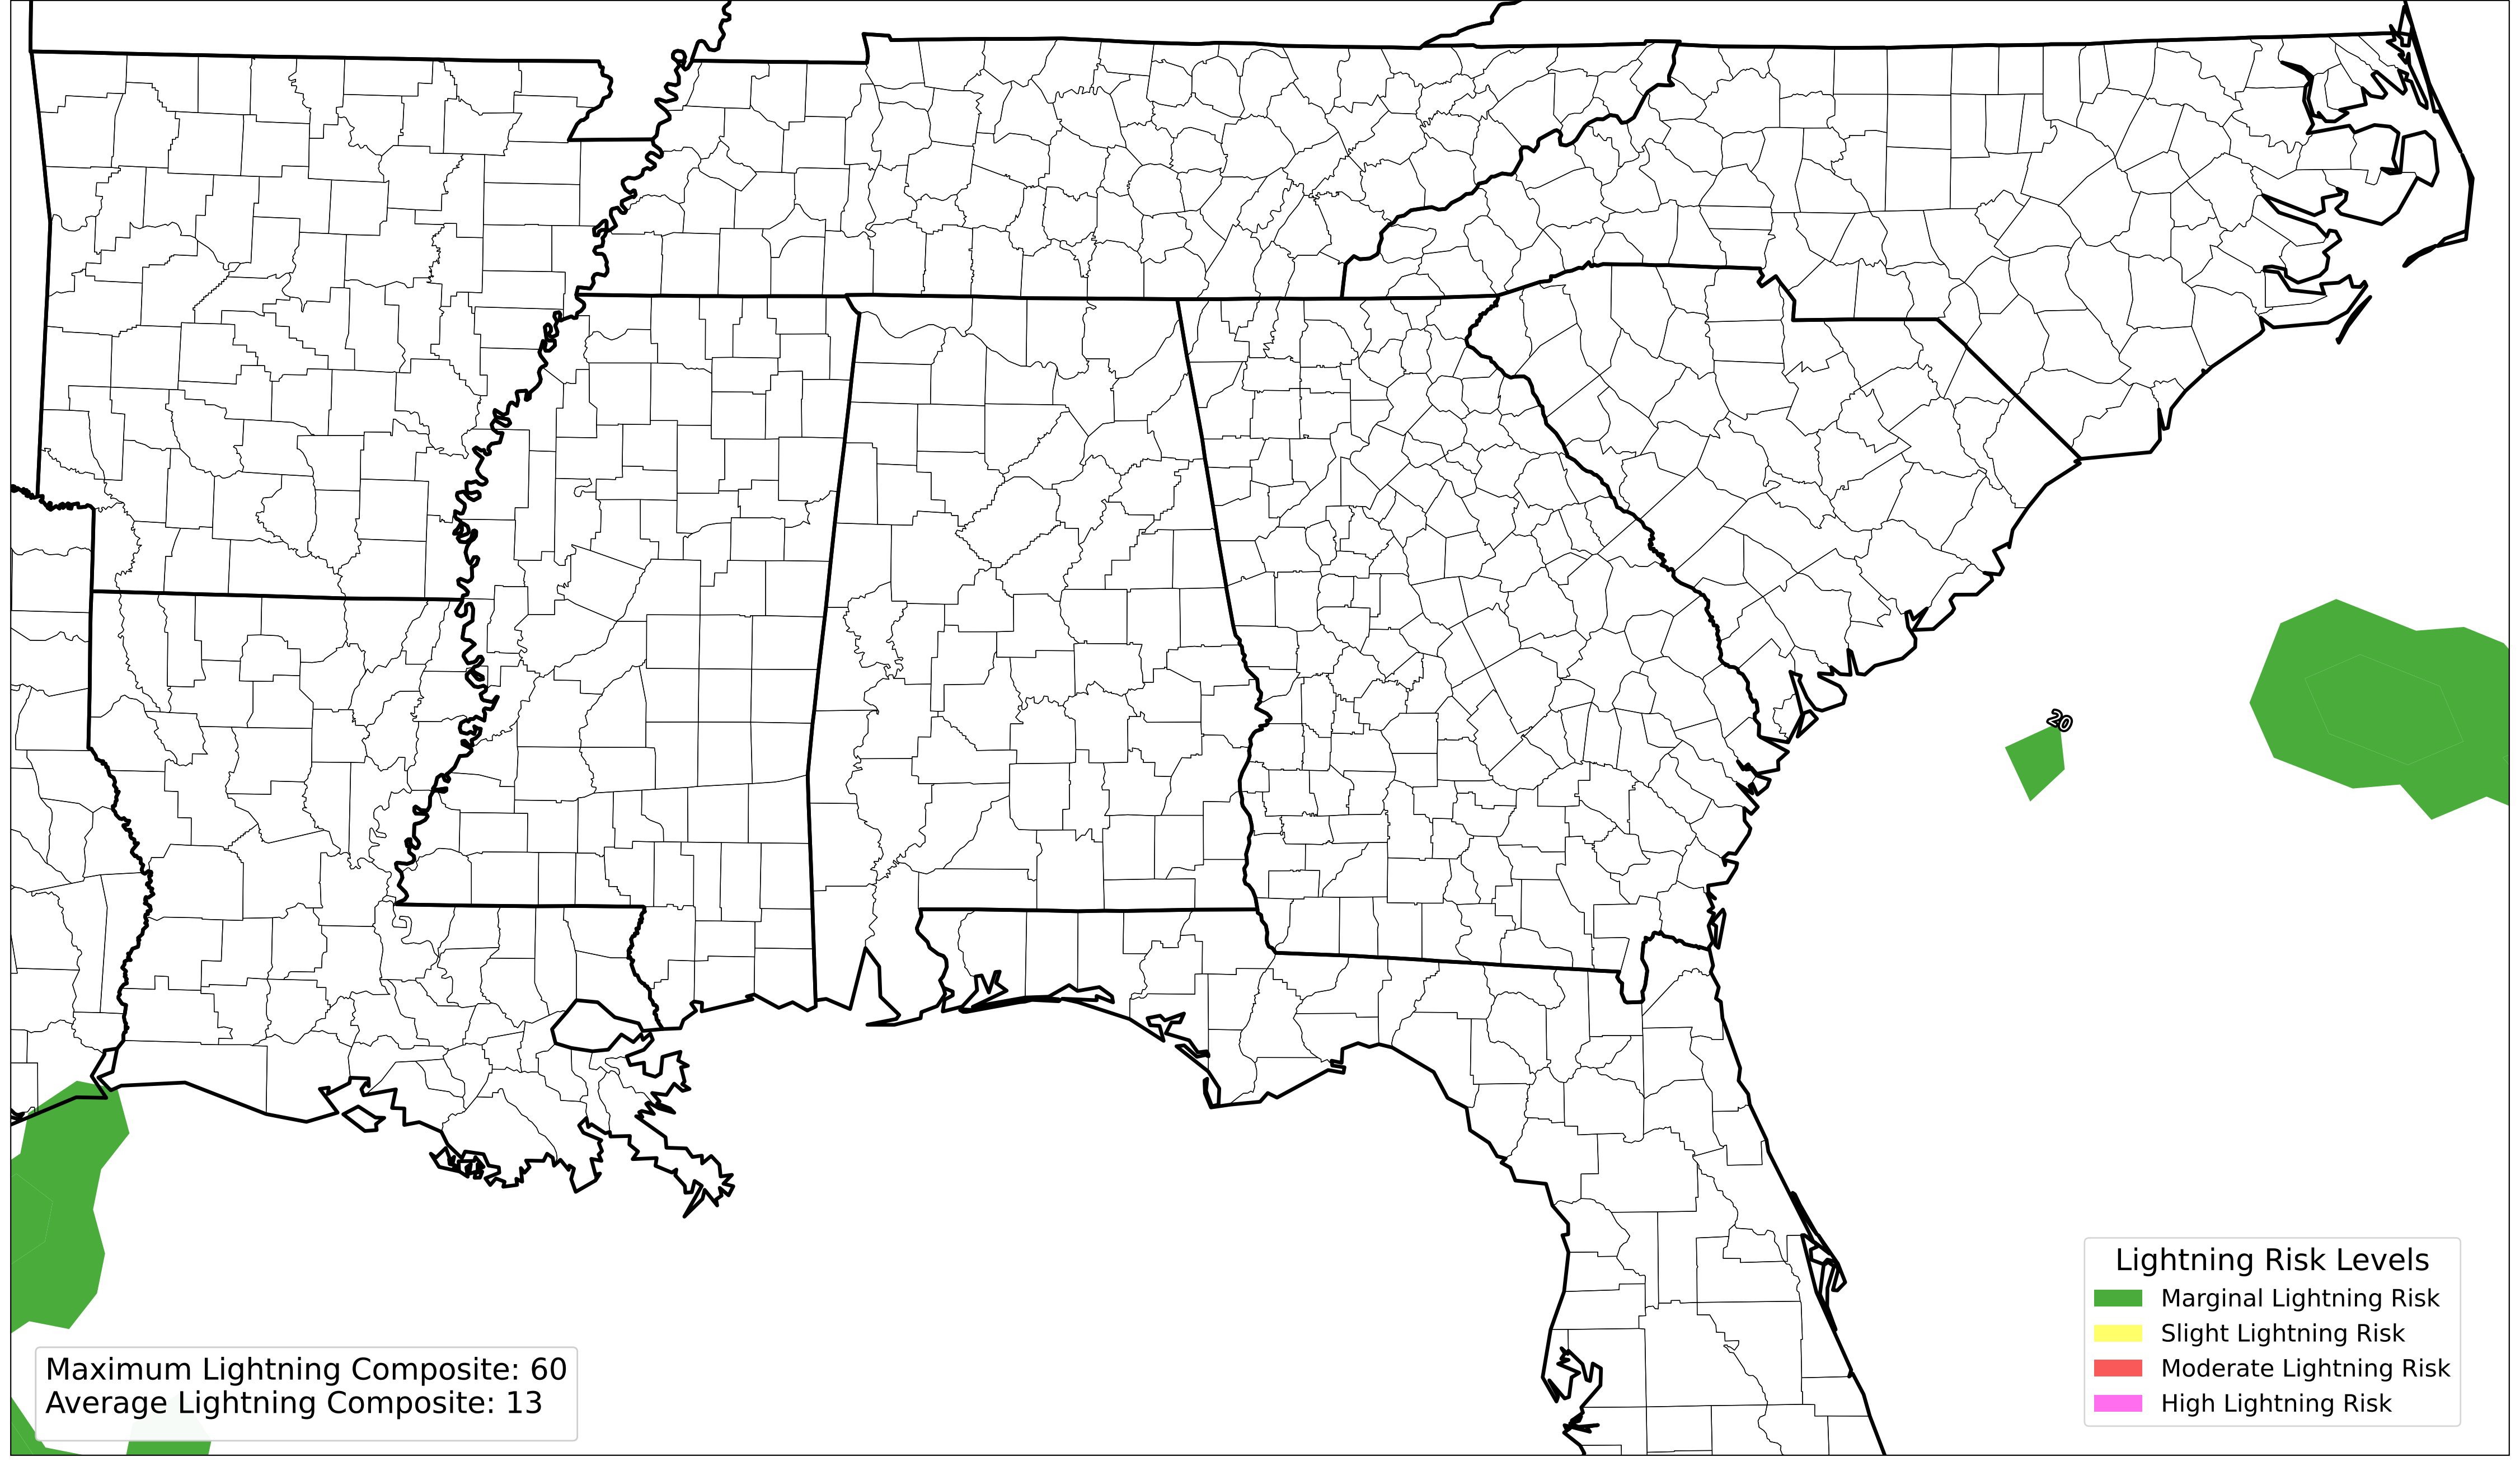 20
Maximum Lightning Composite: 60
Average Lightning Composite: 13
Lightning Risk Levels
Marginal Lightning Risk
Slight Lightning Risk
Moderate Lightning Risk
High Lightning Risk